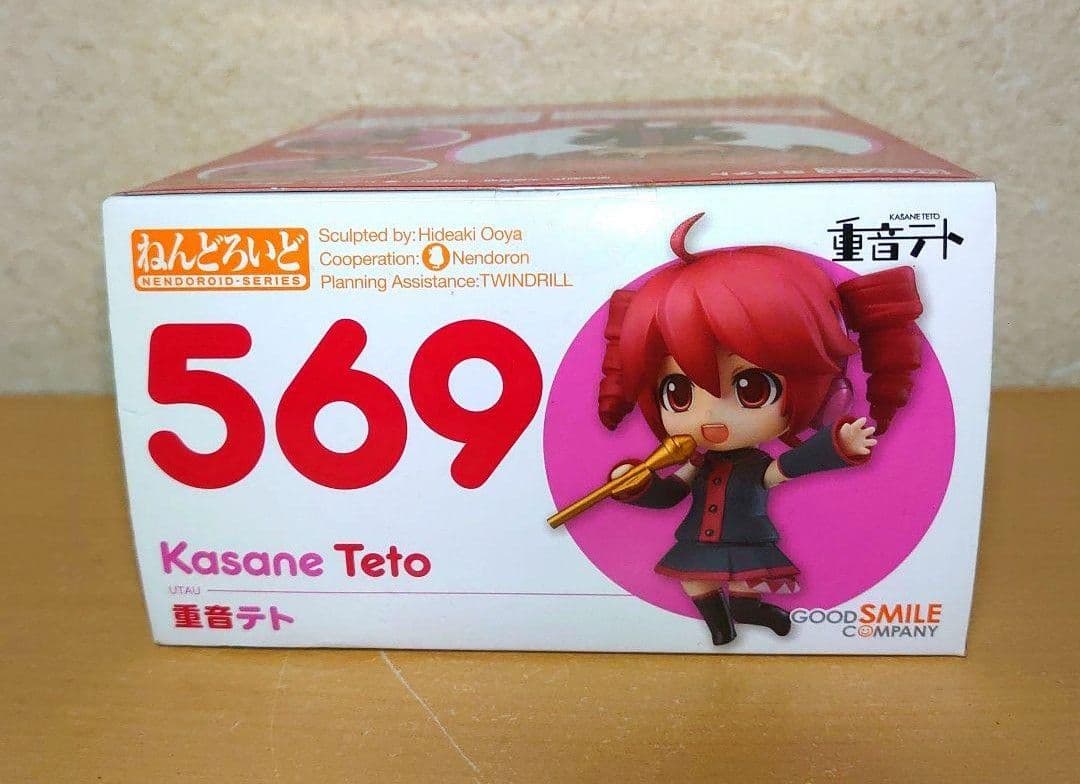 ねんどろいど
NENDOROID-SERIES
Sculpted by:Hideaki Ooya
Cooperation: Nendoron
Planning Assistance:TWINDRILL
KASANE TETO
重音テト
569
Kasane Teto
UTAU
重音テト
GOOD SMILE
COMPANY